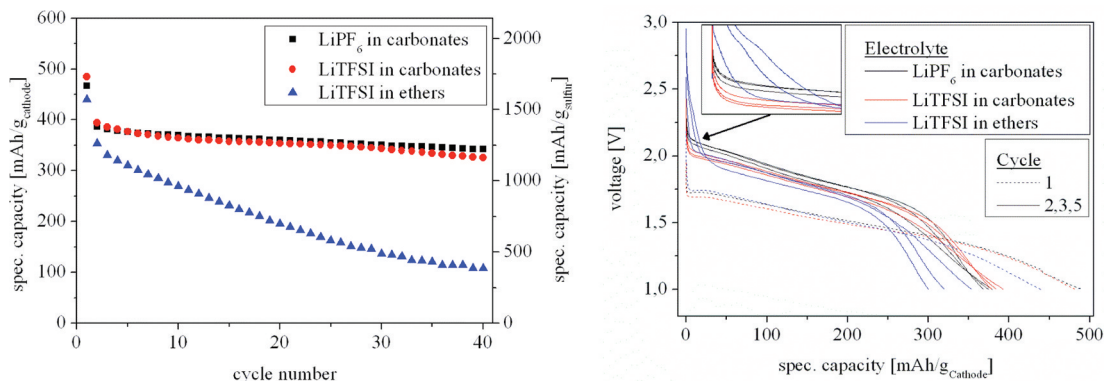 600
500
400
300
200
100
0
spec. capacity [mAh/g_cathode]
LiPF₆ in carbonates
LiTFSI in carbonates
LiTFSI in ethers
2000
1500
1000
500
0
spec. capacity [mAh/g_sulfur]
0
10
20
30
40
cycle number
3,0
2,5
2,0
1,5
1,0
voltage [V]
Electrolyte
LiPF₆ in carbonates
LiTFSI in carbonates
LiTFSI in ethers
Cycle
1
2,3,5
0
100
200
300
400
500
spec. capacity [mAh/g_Cathode]